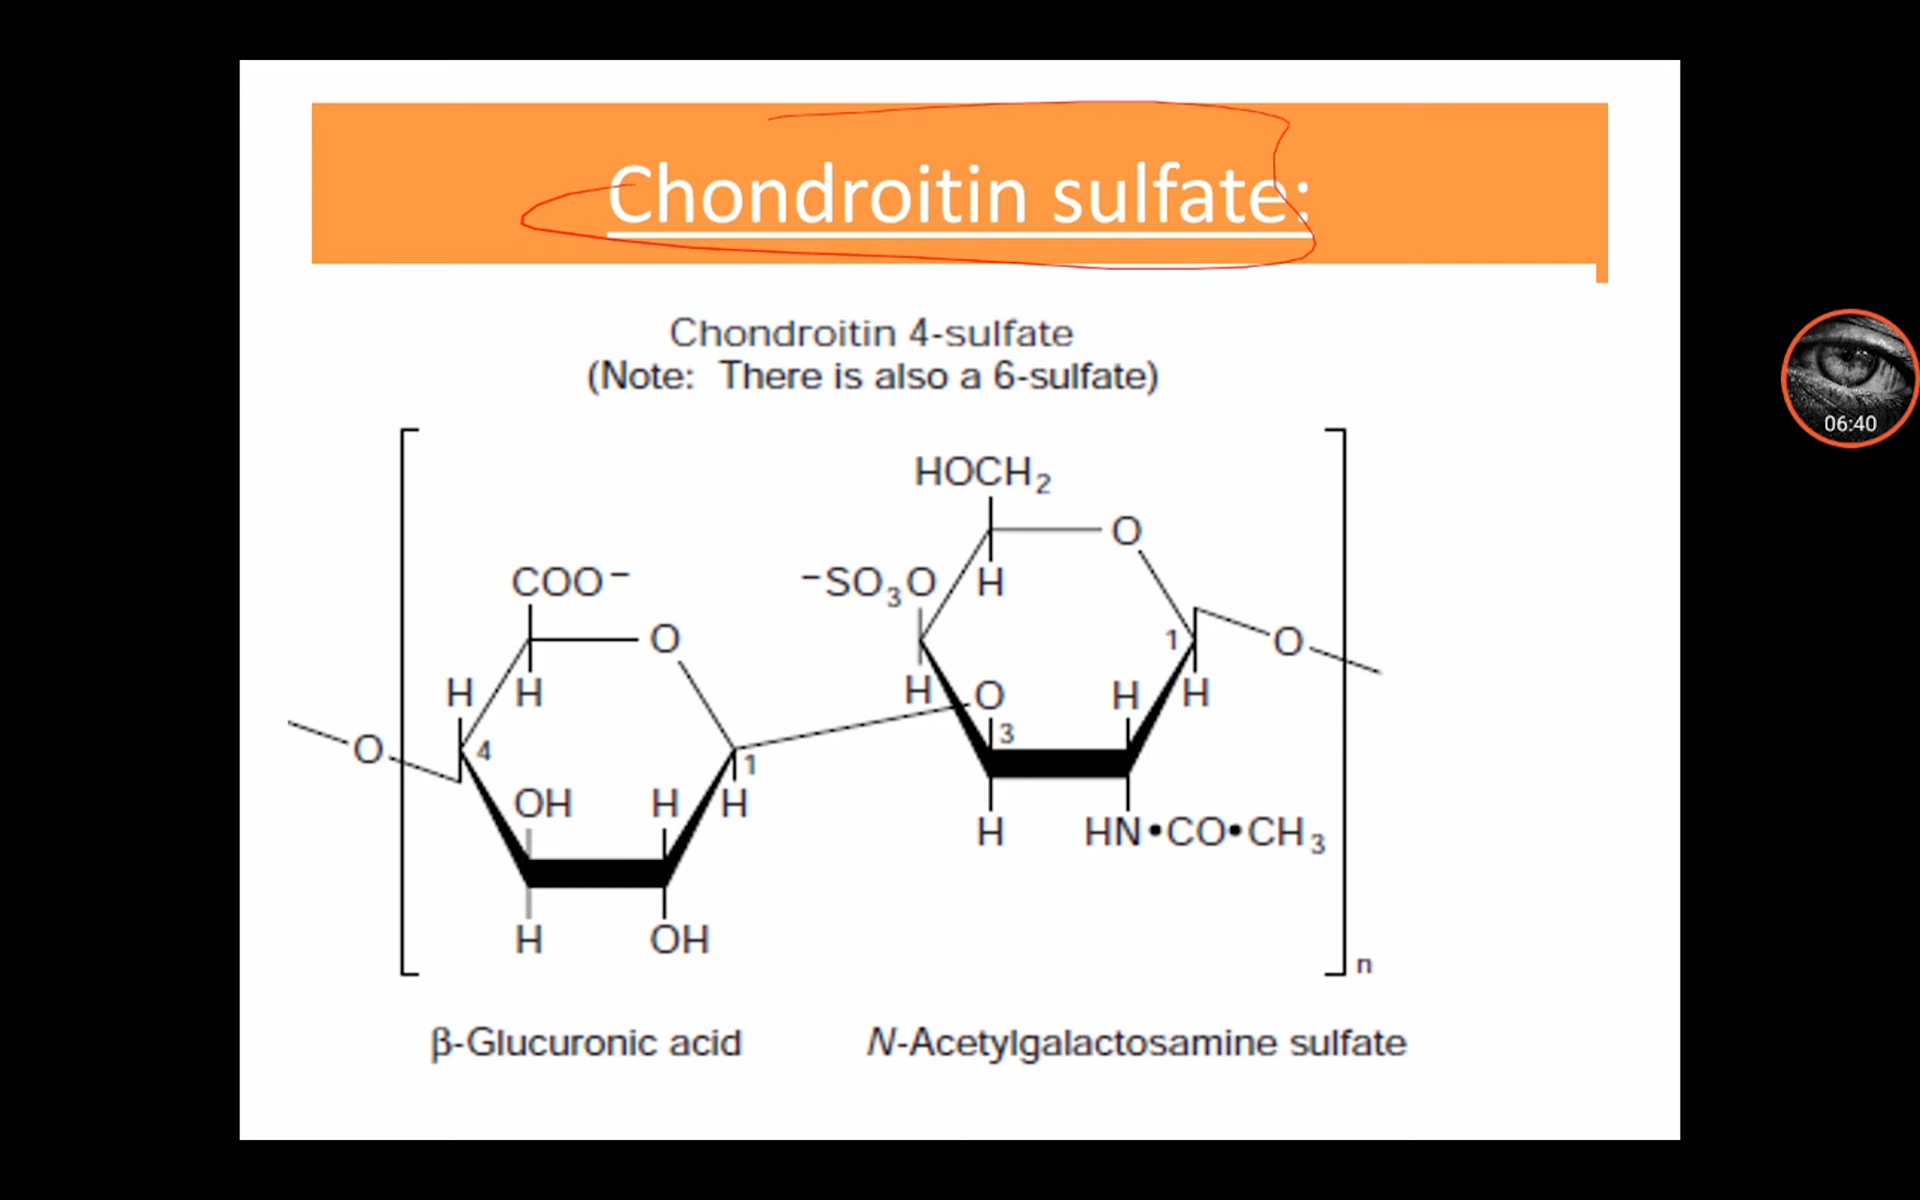 Chondroitin sulfate:
Chondroitin 4-sulfate
(Note: There is also a 6-sulfate)
06:40
HOCH2
O
COO−
−SO3O
H
O
1
O
H
H
H
O
H
H
O
4
3
1
OH
H
H
H
HN•CO•CH3
H
OH
n
β-Glucuronic acid
N-Acetylgalactosamine sulfate